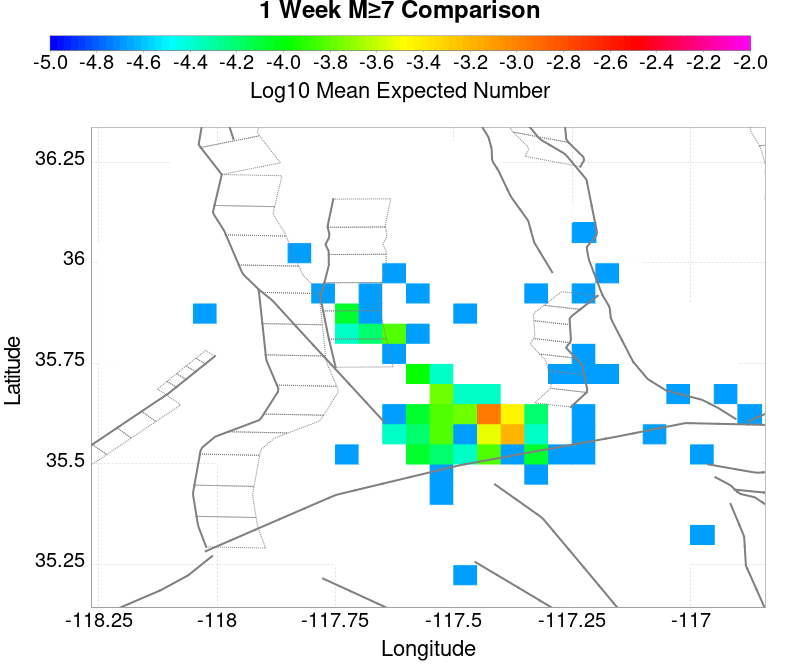 1 Week M≥7 Comparison
-5.0 -4.8 -4.6 -4.4 -4.2 -4.0 -3.8 -3.6 -3.4 -3.2 -3.0 -2.8 -2.6 -2.4 -2.2 -2.0
Log10 Mean Expected Number
36.25
36
35.75
35.5
35.25
Latitude
-118.25 -118 -117.75 -117.5 -117.25 -117
Longitude